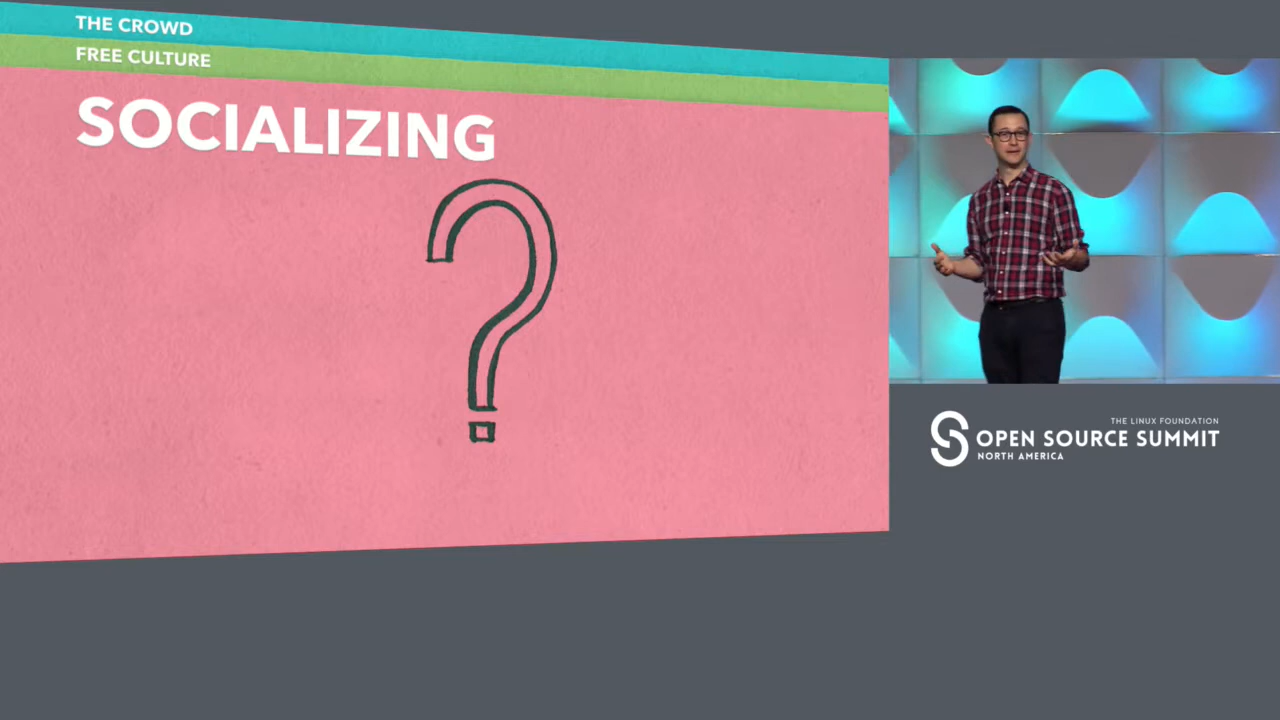 THE CROWD
FREE CULTURE
SOCIALIZING
?
THE LINUX FOUNDATION
OPEN SOURCE SUMMIT
NORTH AMERICA